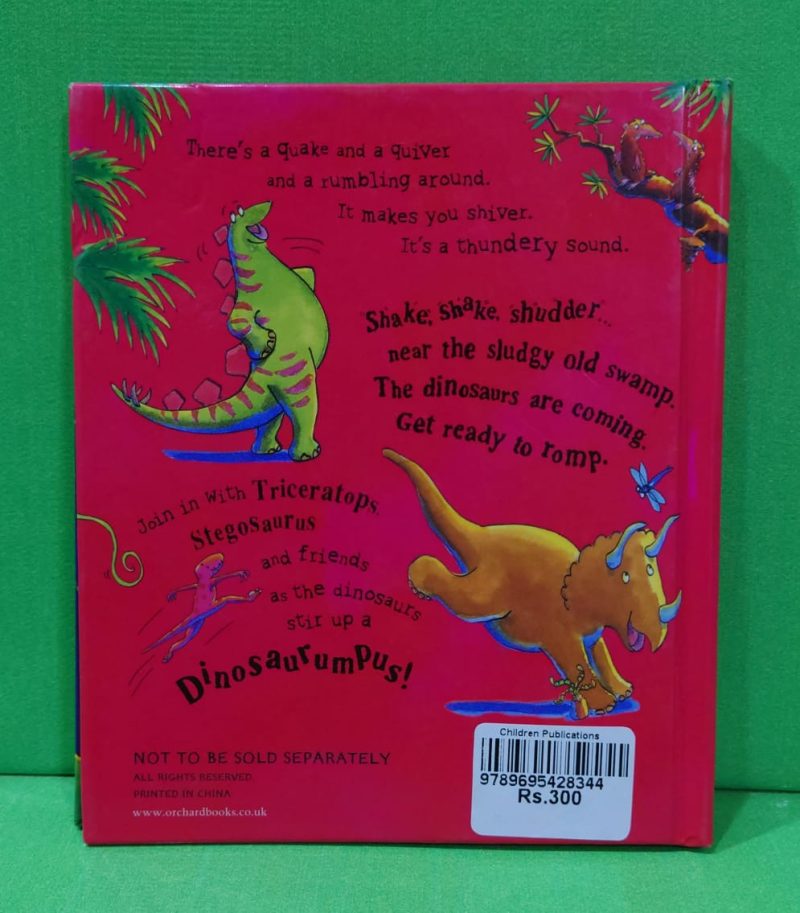 There's a quake and a quiver
and a rumbling around.
It makes you shiver.
It's a thundery sound.
Shake, shake, shudder...
near the sludgy old swamp.
The dinosaurs are coming.
Get ready to romp.
Join in with Triceratops,
Stegosaurus
and friends
as the dinosaurs
stir up a
Dinosaurumpus!
NOT TO BE SOLD SEPARATELY
ALL RIGHTS RESERVED
PRINTED IN CHINA
www.orchardbooks.co.uk
Children Publications
9789695428344
Rs.300